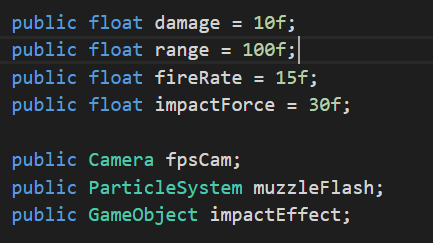 public float damage = 10f;
public float range = 100f;
public float fireRate = 15f;
public float impactForce = 30f;
public Camera fpsCam;
public ParticleSystem muzzleFlash;
public GameObject impactEffect;